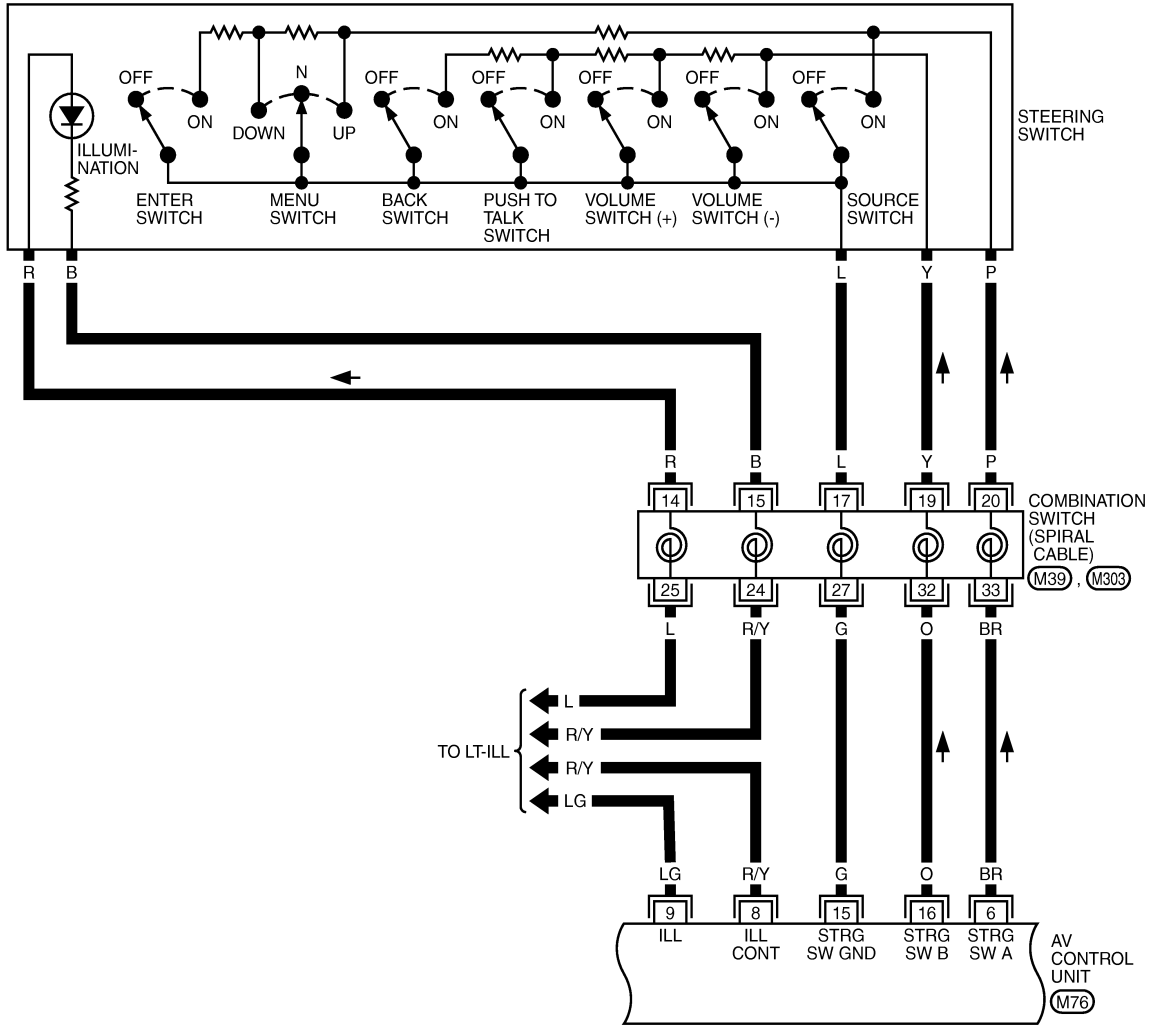 OFF
ON
ILLUMI-
NATION
ENTER
SWITCH
N
DOWN
UP
MENU
SWITCH
OFF
ON
BACK
SWITCH
OFF
ON
PUSH TO
TALK
SWITCH
OFF
ON
VOLUME
SWITCH (+)
OFF
ON
VOLUME
SWITCH (-)
OFF
ON
SOURCE
SWITCH
STEERING
SWITCH
R B L Y P
R B L Y P
14 15 17 19 20
COMBINATION
SWITCH
(SPIRAL
CABLE)
M39 , M303
25 24 27 32 33
L R/Y G O BR
L
R/Y
TO LT-ILL
R/Y
LG
LG R/Y G O BR
9 8 15 16 6
ILL
ILL
CONT
STRG
SW GND
STRG
SW B
STRG
SW A
AV
CONTROL
UNIT
M76